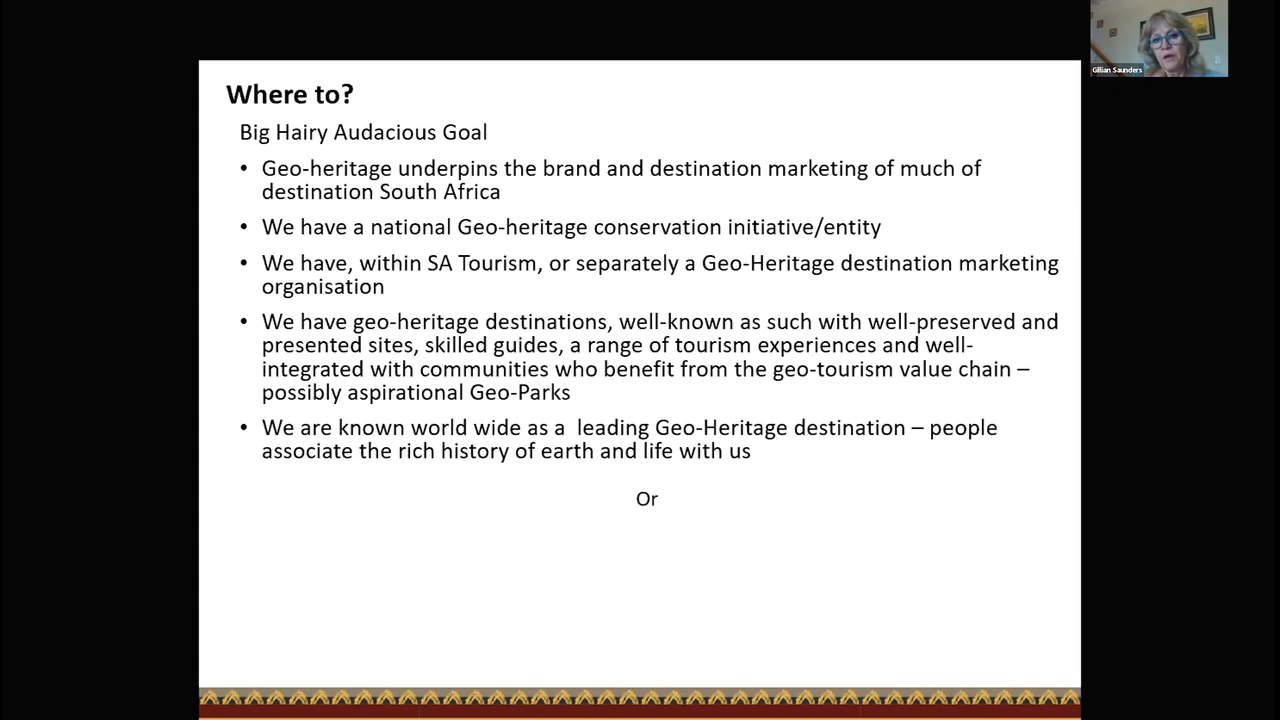 Where to?
Big Hairy Audacious Goal
• Geo-heritage underpins the brand and destination marketing of much of
destination South Africa
• We have a national Geo-heritage conservation initiative/entity
• We have, within SA Tourism, or separately a Geo-Heritage destination marketing
organisation
• We have geo-heritage destinations, well-known as such with well-preserved and
presented sites, skilled guides, a range of tourism experiences and well-
integrated with communities who benefit from the geo-tourism value chain –
possibly aspirational Geo-Parks
• We are known world wide as a  leading Geo-Heritage destination – people
associate the rich history of earth and life with us
Or
Gillian Saunders